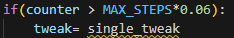 if(counter > MAX_STEPS*0.06):
    tweak= single_tweak